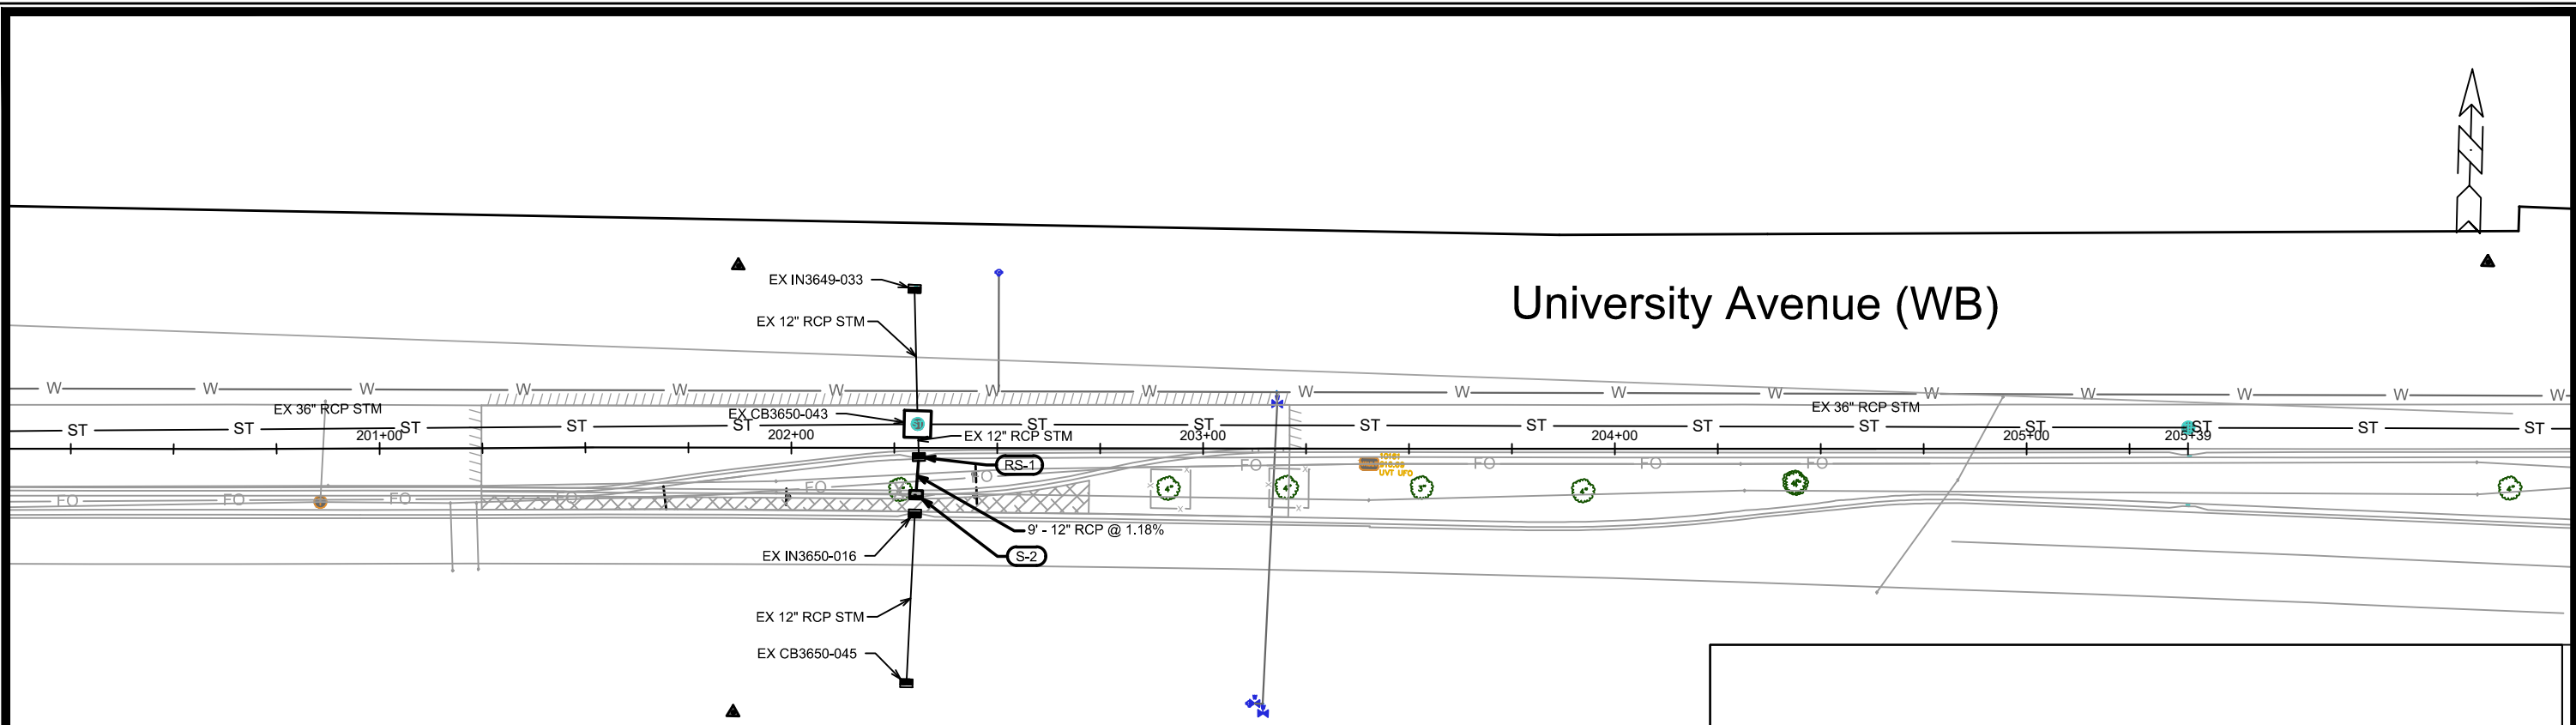 EX IN3649-033
University Avenue (WB)
EX 12" RCP STM
W W W W W W W W W W W W W W W W W
EX 36" RCP STM
EX CB3650-043
EX 36" RCP STM
ST ST ST ST ST ST ST ST ST ST ST ST ST ST ST ST
201+00
202+00
EX 12" RCP STM
203+00
204+00
205+00
205+39
RS-1
FO FO FO FO FO FO FO FO FO FO
UVT UFO
9' - 12" RCP @ 1.18%
EX IN3650-016
S-2
EX 12" RCP STM
EX CB3650-045